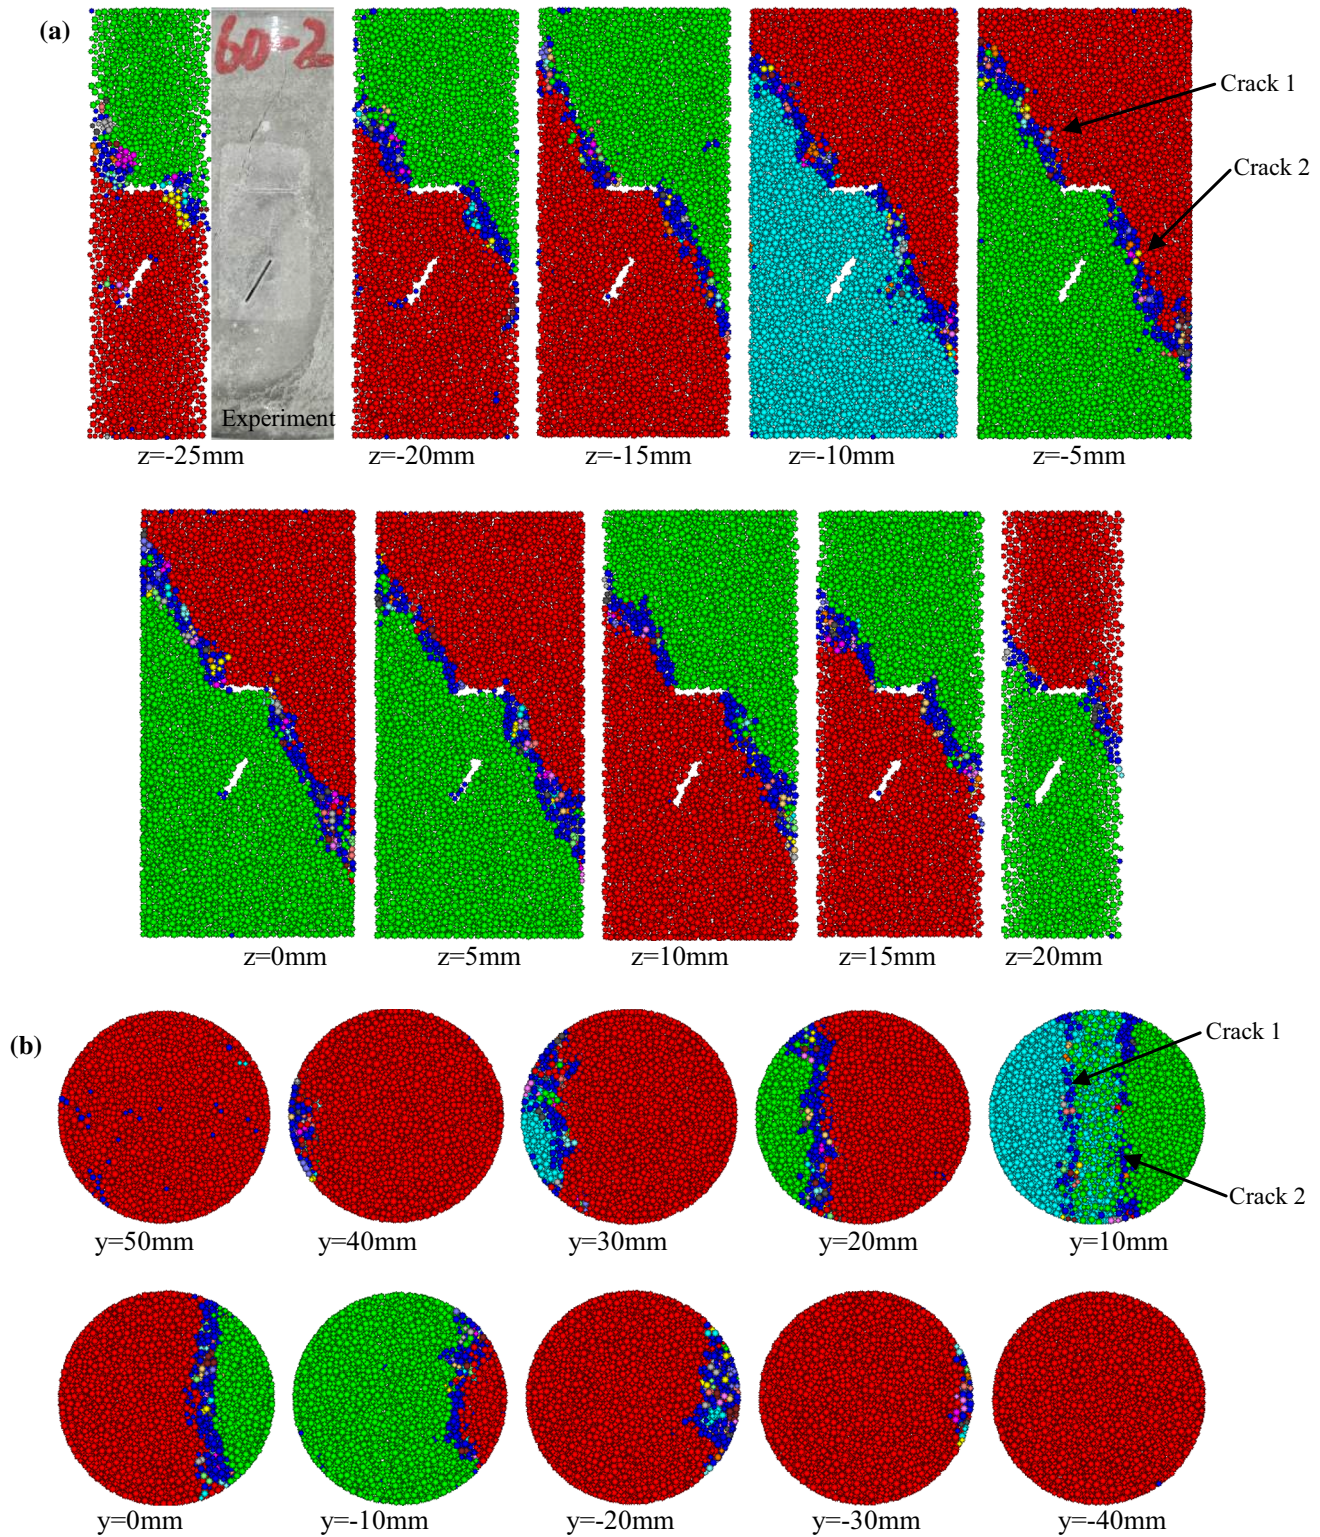 (a)
60-2
Crack 1
Crack 2
Experiment
z=-25mm
z=-20mm
z=-15mm
z=-10mm
z=-5mm
z=0mm
z=5mm
z=10mm
z=15mm
z=20mm
(b)
Crack 1
Crack 2
y=50mm
y=40mm
y=30mm
y=20mm
y=10mm
y=0mm
y=-10mm
y=-20mm
y=-30mm
y=-40mm